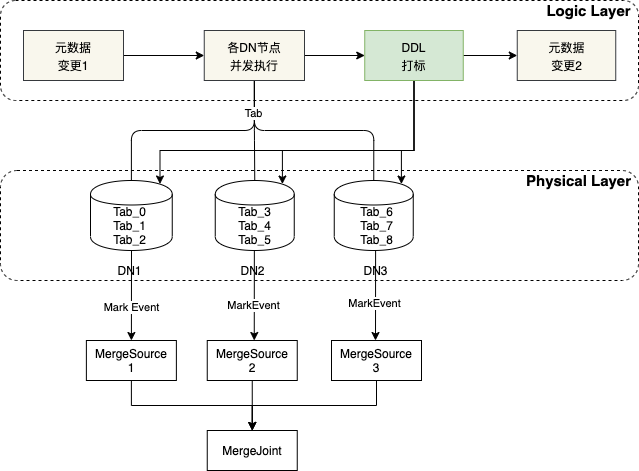 Logic Layer
元数据
变更1
各DN节点
并发执行
DDL
打标
元数据
变更2
Tab
Physical Layer
Tab_0
Tab_1
Tab_2
Tab_3
Tab_4
Tab_5
Tab_6
Tab_7
Tab_8
DN1
DN2
DN3
Mark Event
MarkEvent
MarkEvent
MergeSource
1
MergeSource
2
MergeSource
3
MergeJoint